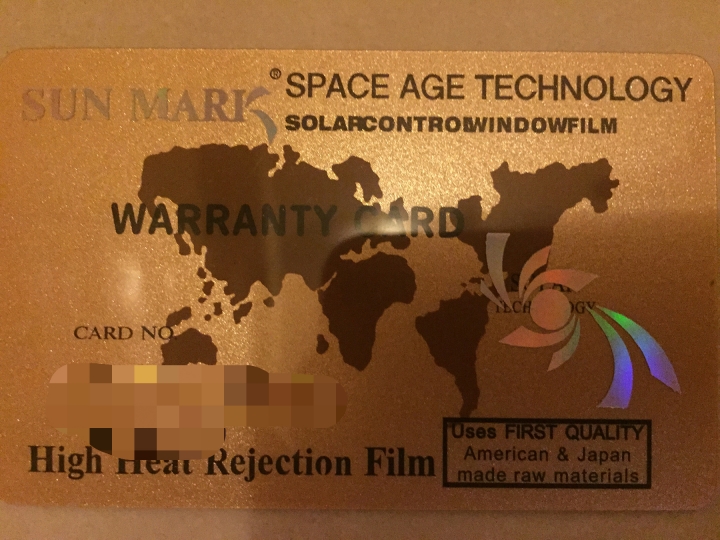 SUN MARK ® SPACE AGE TECHNOLOGY
SOLARCONTROLWINDOWFILM
WARRANTY CARD
CARD NO.
High Heat Rejection Film
Uses FIRST QUALITY
American & Japan
made raw materials